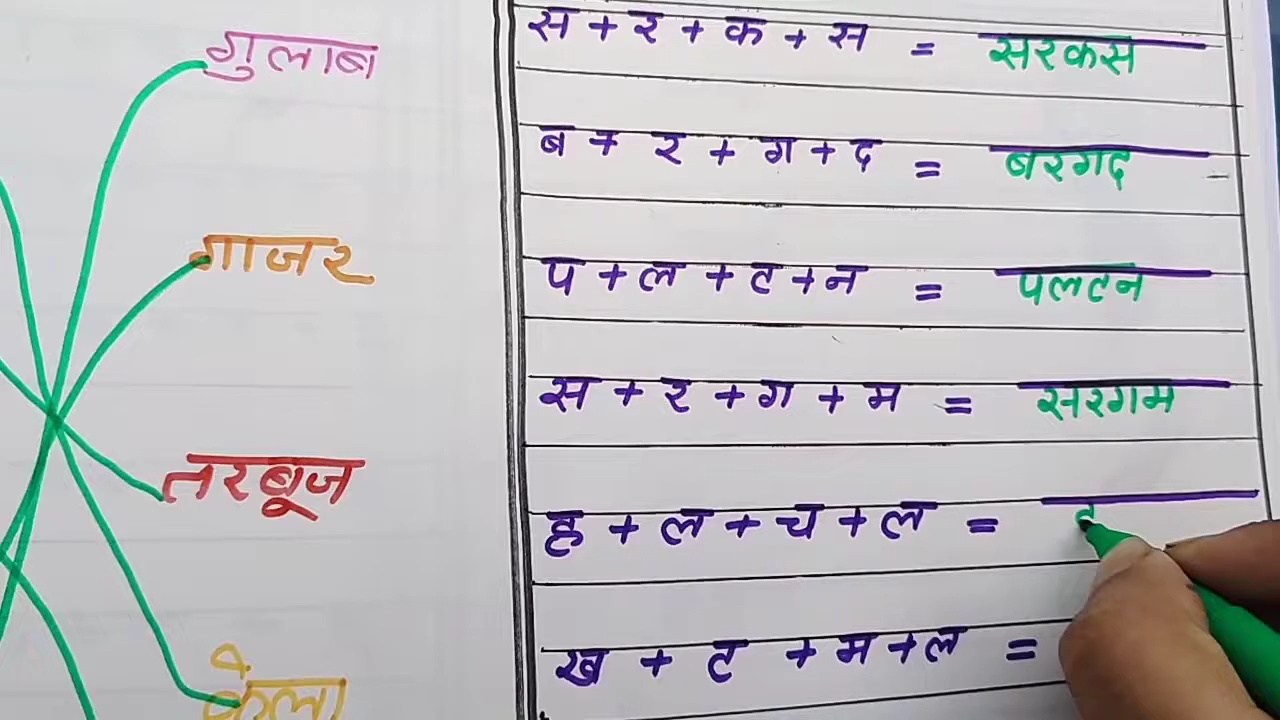 गुलाब
गाजर
तरबूज
केला
स + र + क + स = सरकस
ब + र + ग + द = बरगद
प + ल + ट + न = पलटन
स + र + ग + म = सरगम
ह + ल + च + ल = ह
ख + ट + म + ल =